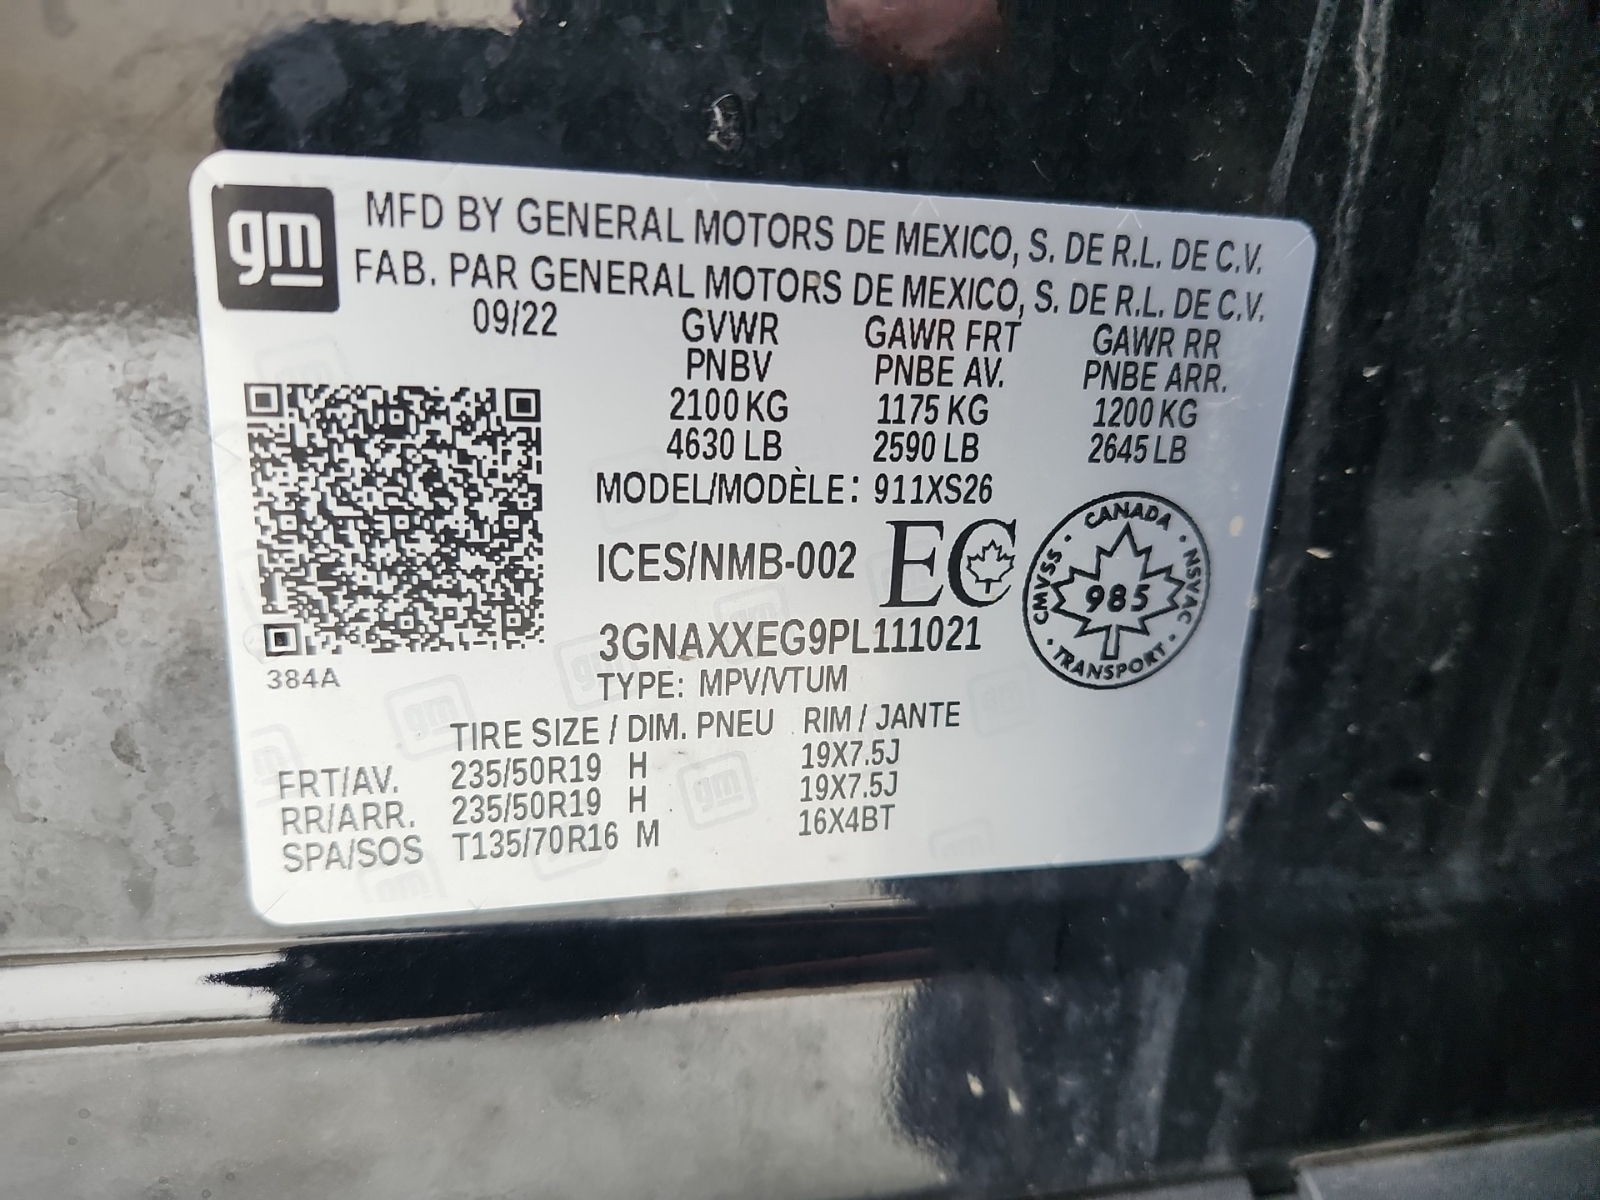 gm
MFD BY GENERAL MOTORS DE MEXICO, S. DE R.L. DE C.V.
FAB. PAR GENERAL MOTORS DE MEXICO, S. DE R.L. DE C.V.
09/22 GVWR GAWR FRT GAWR RR
PNBV PNBE AV. PNBE ARR.
2100 KG 1175 KG 1200 KG
4630 LB 2590 LB 2645 LB
MODEL/MODÈLE: 911XS26
ICES/NMB-002 EC
CANADA
CMVSS · 985 · NSVAC
TRANSPORT
3GNAXXEG9PL111021
384A
TYPE: MPV/VTUM
TIRE SIZE / DIM. PNEU RIM / JANTE
FRT/AV. 235/50R19 H 19X7.5J
RR/ARR. 235/50R19 H 19X7.5J
SPA/SOS T135/70R16 M 16X4BT